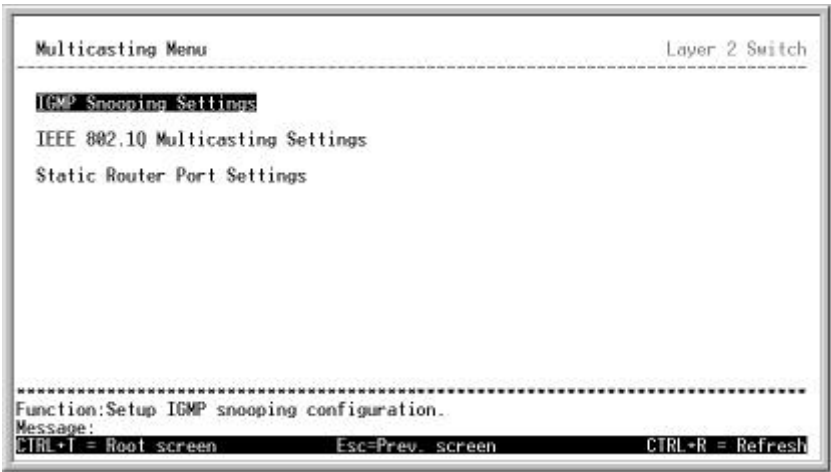 Multicasting Menu Layer 2 Switch
IGMP Snooping Settings
IEEE 802.1Q Multicasting Settings
Static Router Port Settings
Function:Setup IGMP snooping configuration.
Message:
CTRL+T = Root screen Esc=Prev. screen CTRL+R = Refresh